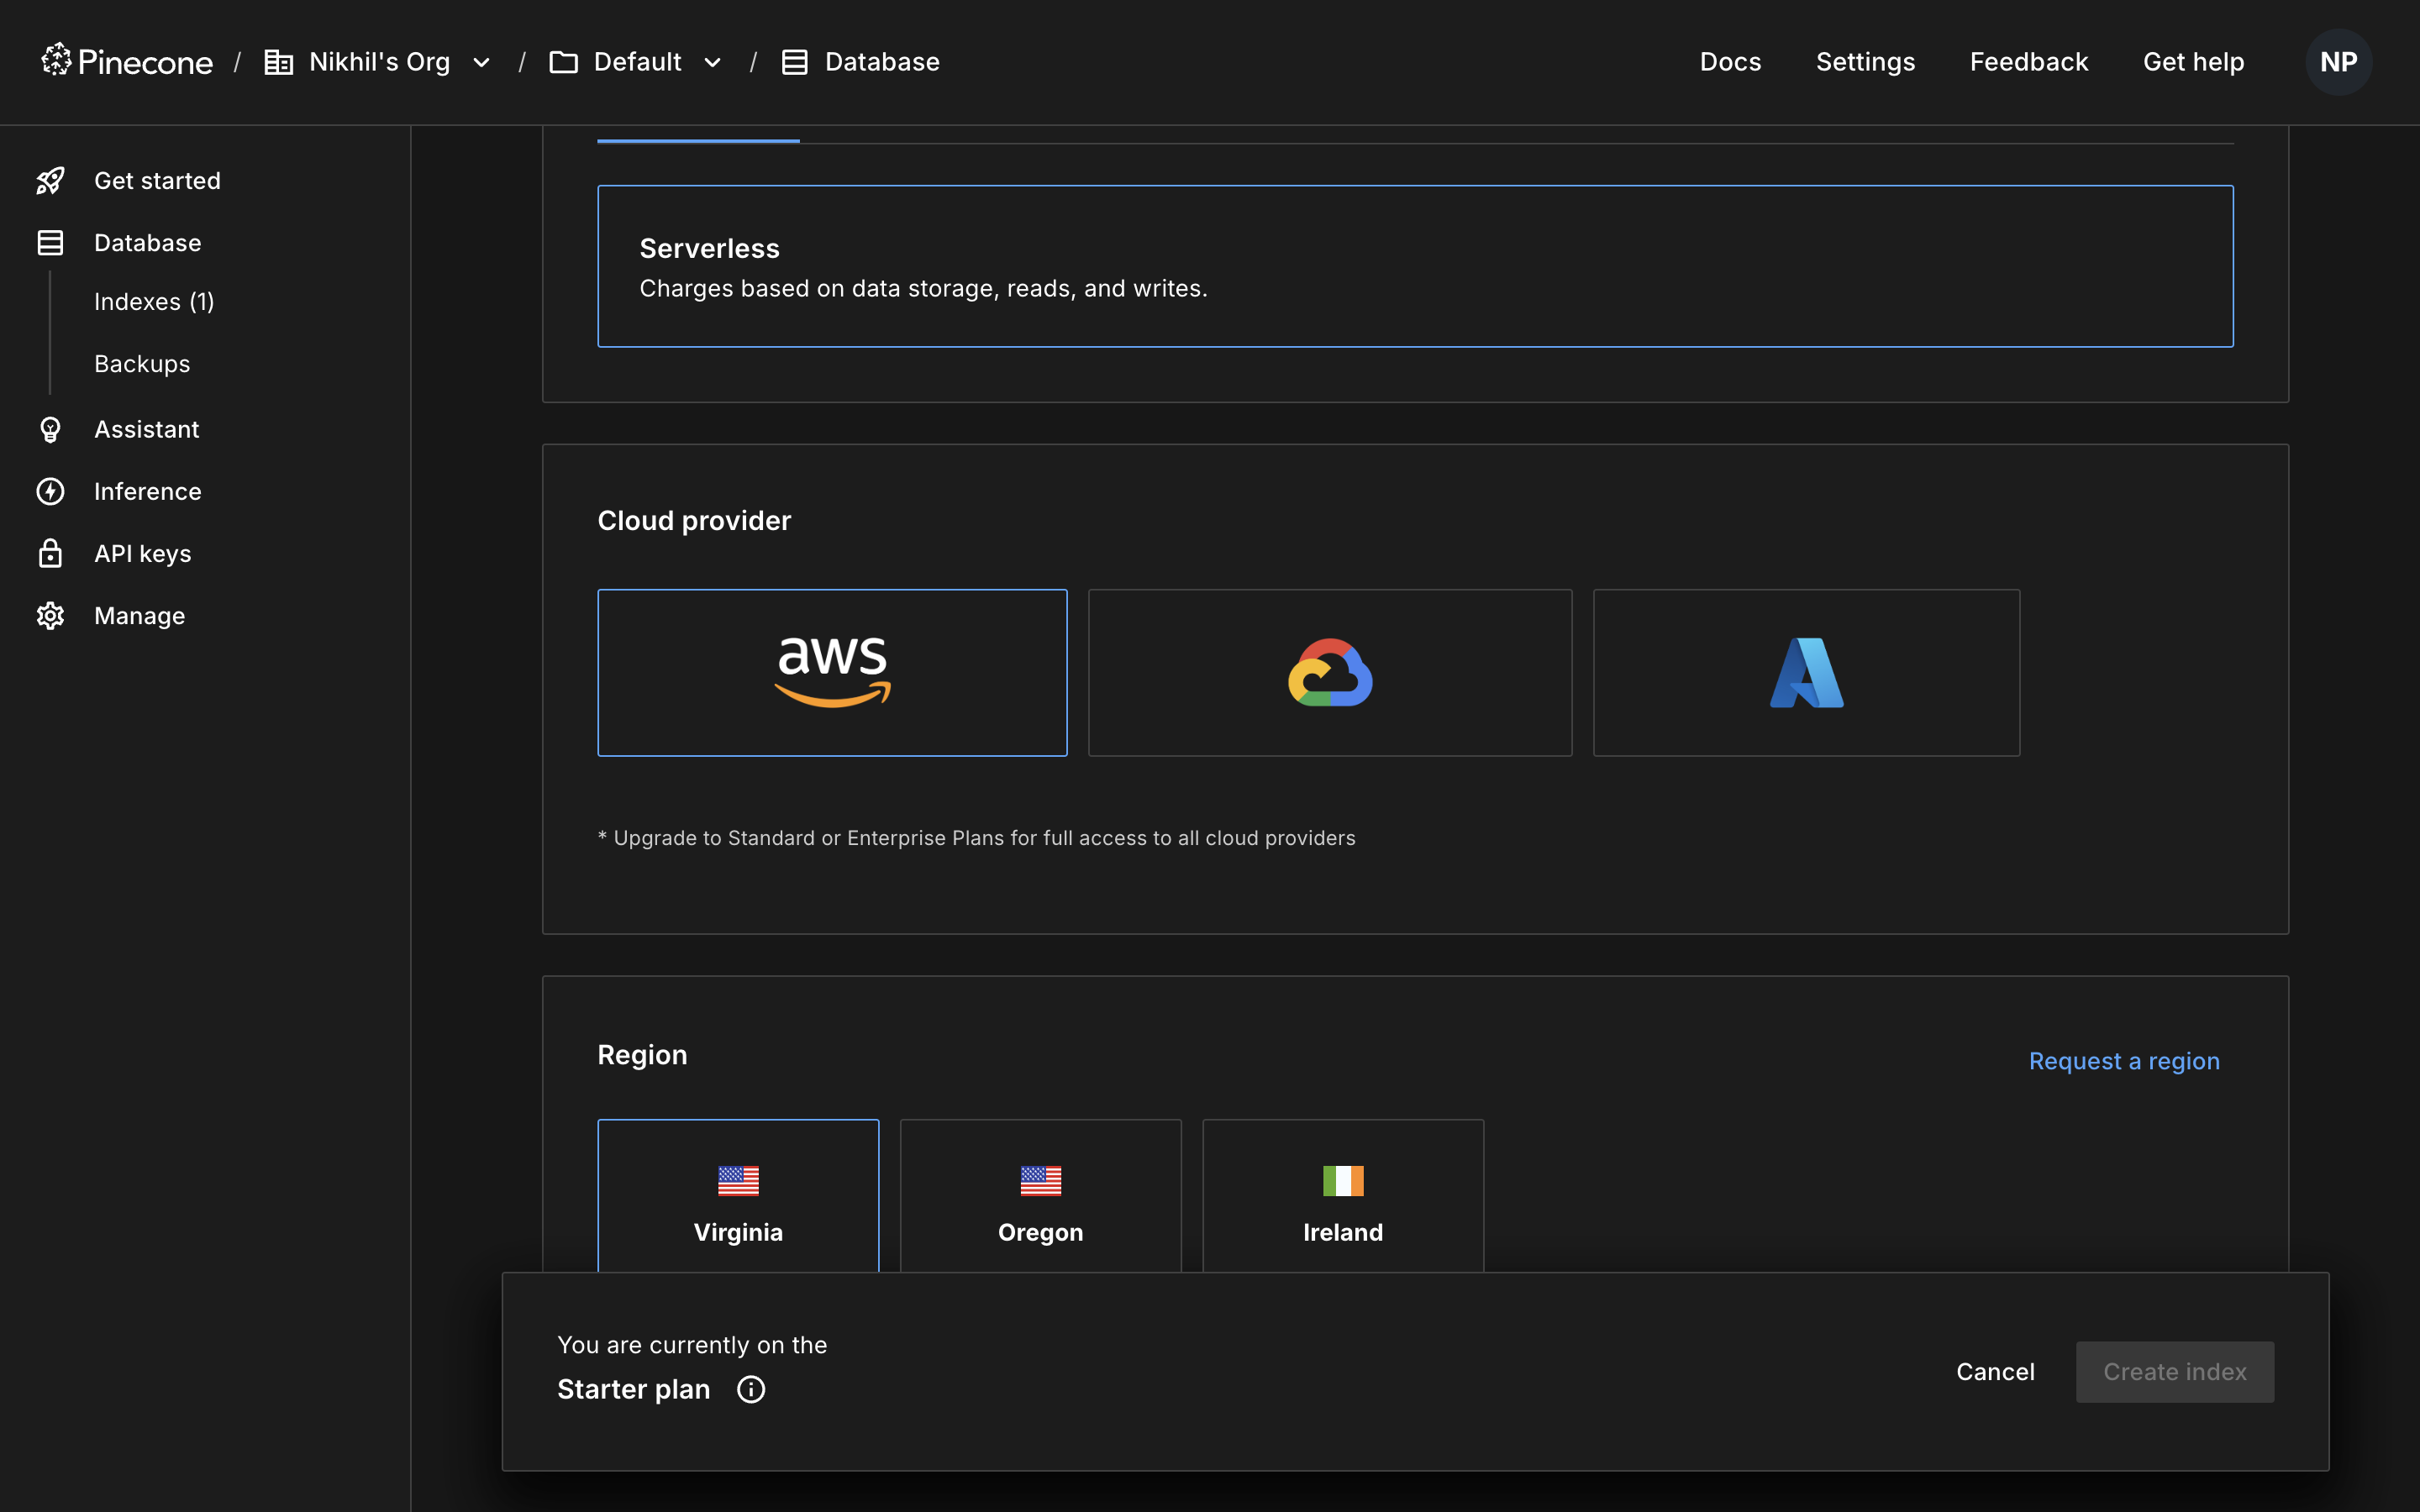 Pinecone / Nikhil's Org / Default / Database Docs Settings Feedback Get help NP
Get started
Database
Indexes (1)
Backups
Assistant
Inference
API keys
Manage
Serverless
Charges based on data storage, reads, and writes.
Cloud provider
aws
* Upgrade to Standard or Enterprise Plans for full access to all cloud providers
Region
Request a region
Virginia
Oregon
Ireland
You are currently on the
Starter plan
Cancel
Create index